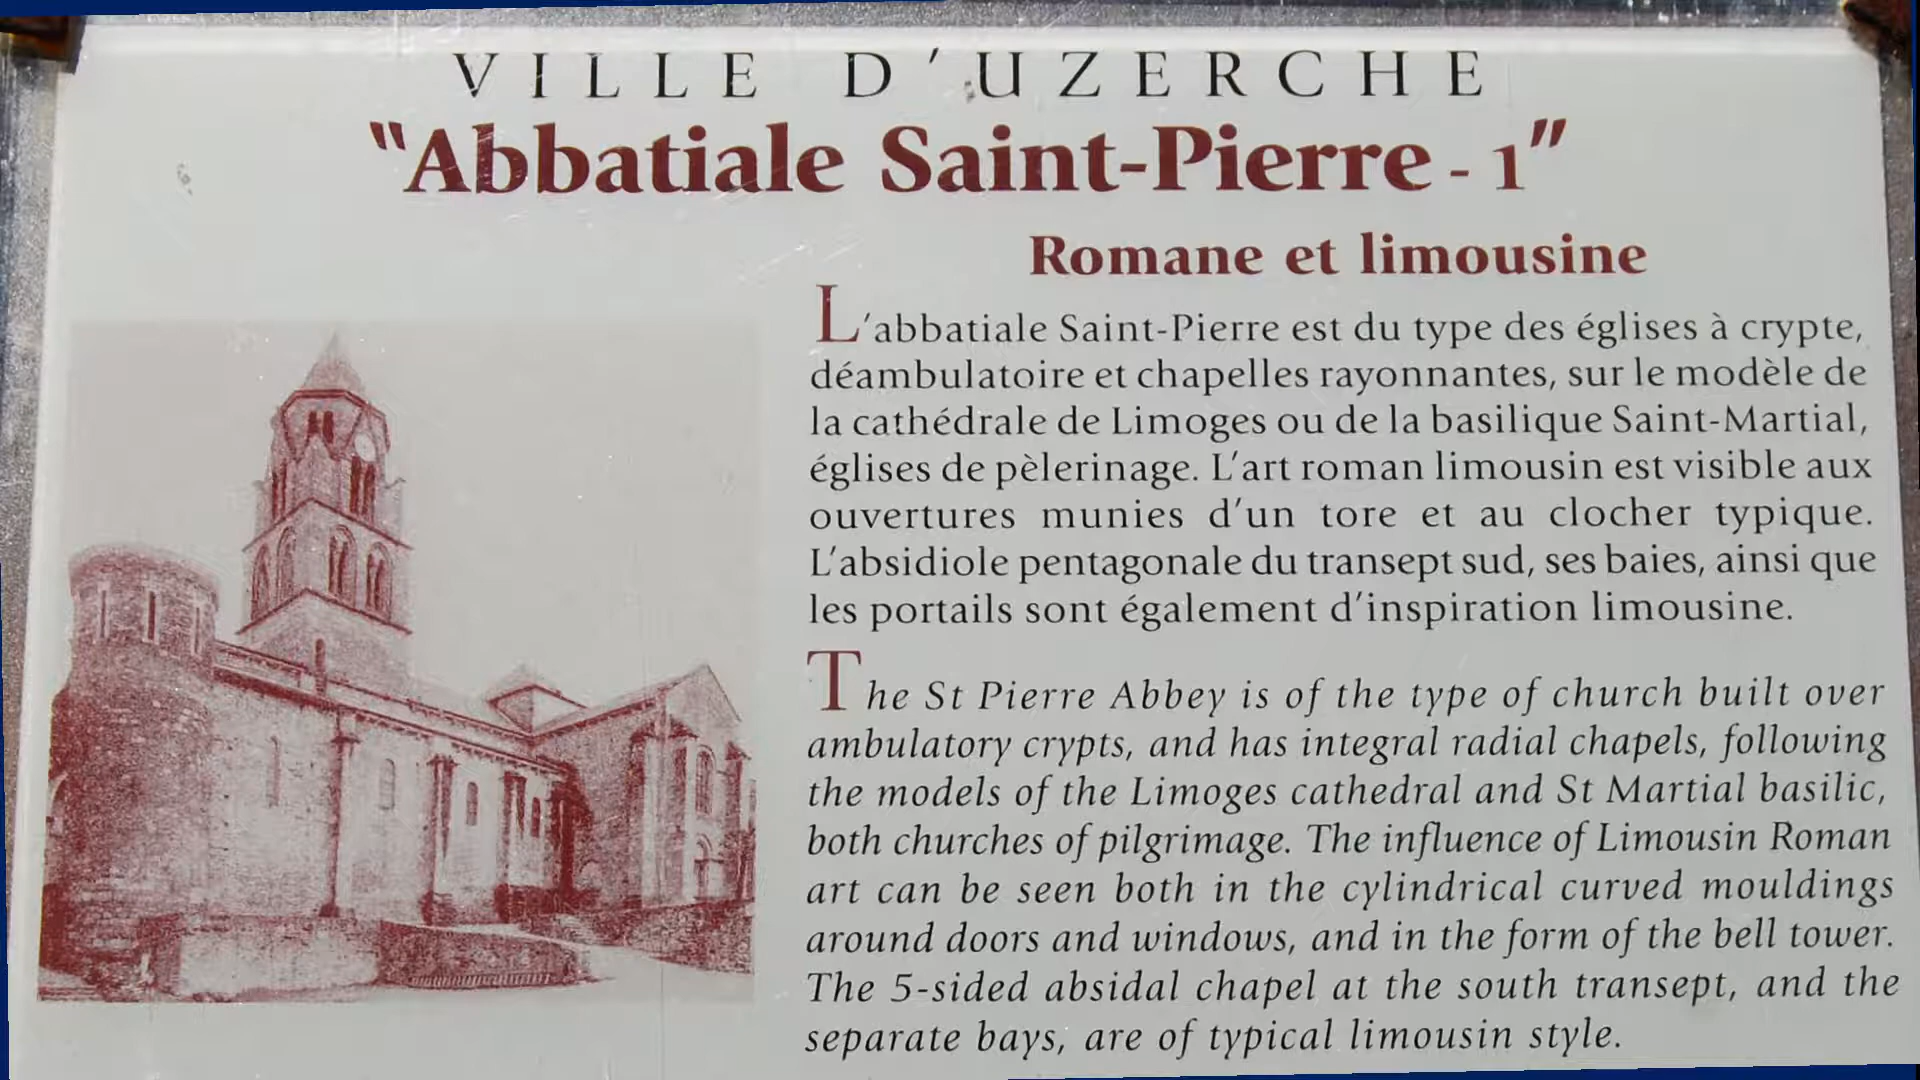 VILLE D'UZERCHE
"Abbatiale Saint-Pierre - 1"
Romane et limousine
L'abbatiale Saint-Pierre est du type des églises à crypte,
déambulatoire et chapelles rayonnantes, sur le modèle de
la cathédrale de Limoges ou de la basilique Saint-Martial,
églises de pèlerinage. L'art roman limousin est visible aux
ouvertures munies d'un tore et au clocher typique.
L'absidiole pentagonale du transept sud, ses baies, ainsi que
les portails sont également d'inspiration limousine.
The St Pierre Abbey is of the type of church built over
ambulatory crypts, and has integral radial chapels, following
the models of the Limoges cathedral and St Martial basilic,
both churches of pilgrimage. The influence of Limousin Roman
art can be seen both in the cylindrical curved mouldings
around doors and windows, and in the form of the bell tower.
The 5-sided absidal chapel at the south transept, and the
separate bays, are of typical limousin style.